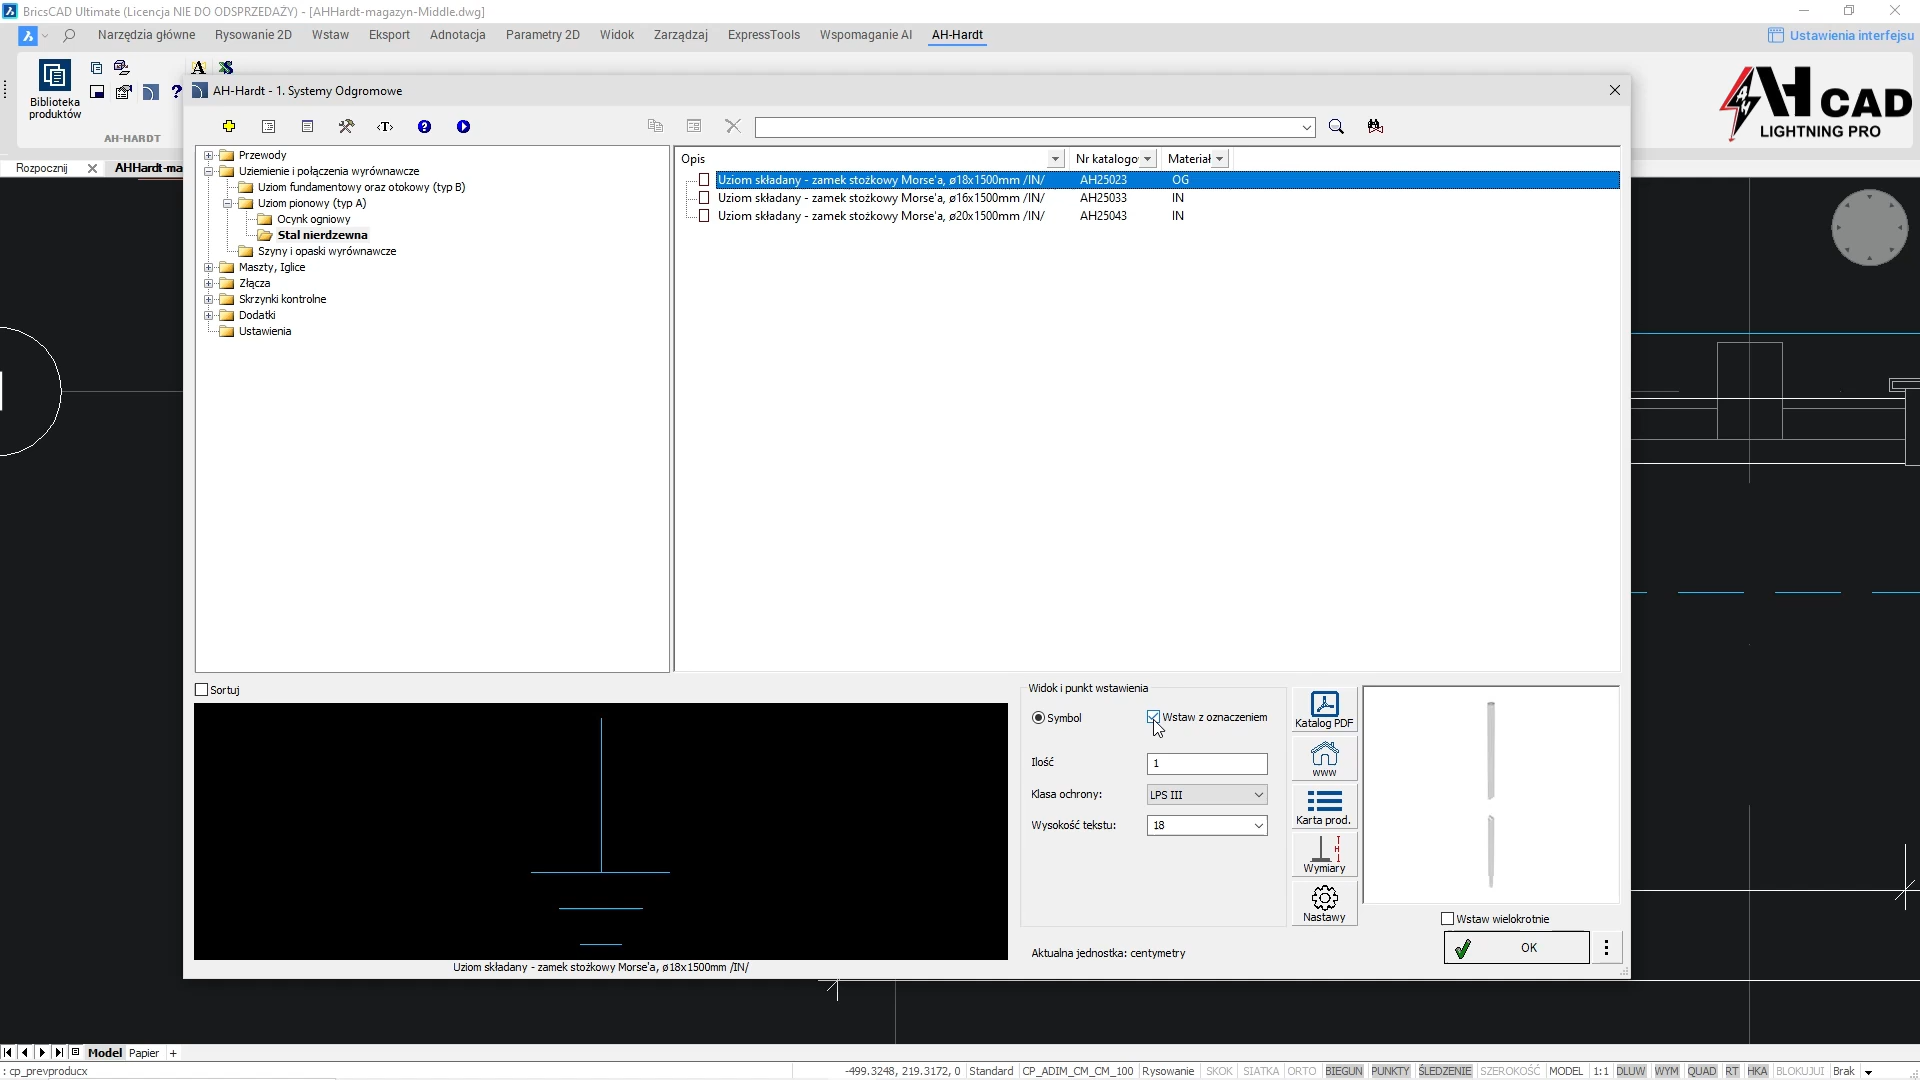 BricsCAD Ultimate (Licencja NIE DO ODSPRZEDAŻY) - [AHHardt-magazyn-Middle.dwg]
Narzędzia główne Rysowanie 2D Wstaw Eksport Adnotacja Parametry 2D Widok Zarządzaj ExpressTools Wspomaganie AI AH-Hardt
Ustawienia interfejsu
Biblioteka
produktów
AH-HARDT
AH CAD
LIGHTNING PRO
Rozpocznij AHHardt-ma
AH-Hardt - 1. Systemy Odgromowe
Przewody
Uziemienie i połączenia wyrównawcze
Uziom fundamentowy oraz otokowy (typ B)
Uziom pionowy (typ A)
Ocynk ogniowy
Stal nierdzewna
Szyny i opaski wyrównawcze
Maszty, Iglice
Złącza
Skrzynki kontrolne
Dodatki
Ustawienia
Opis Nr katalogo Materiał
Uziom składany - zamek stożkowy Morse'a, ø18x1500mm /IN/ AH25023 OG
Uziom składany - zamek stożkowy Morse'a, ø16x1500mm /IN/ AH25033 IN
Uziom składany - zamek stożkowy Morse'a, ø20x1500mm /IN/ AH25043 IN
Sortuj
Uziom składany - zamek stożkowy Morse'a, ø18x1500mm /IN/
Widok i punkt wstawienia
Symbol Wstaw z oznaczeniem
Ilość 1
Klasa ochrony: LPS III
Wysokość tekstu: 18
Aktualna jednostka: centymetry
Katalog PDF
www
Karta prod.
Wymiary
Nastawy
Wstaw wielokrotnie
OK
Model Papier +
: cp_prevproducx
-499.3248, 219.3172, 0 Standard CP_ADIM_CM_CM_100 Rysowanie SKOK SIATKA ORTO BIEGUN PUNKTY ŚLEDZENIE SZEROKOŚĆ MODEL 1:1 DLUW WYM QUAD RT HKA BLOKUJUI Brak